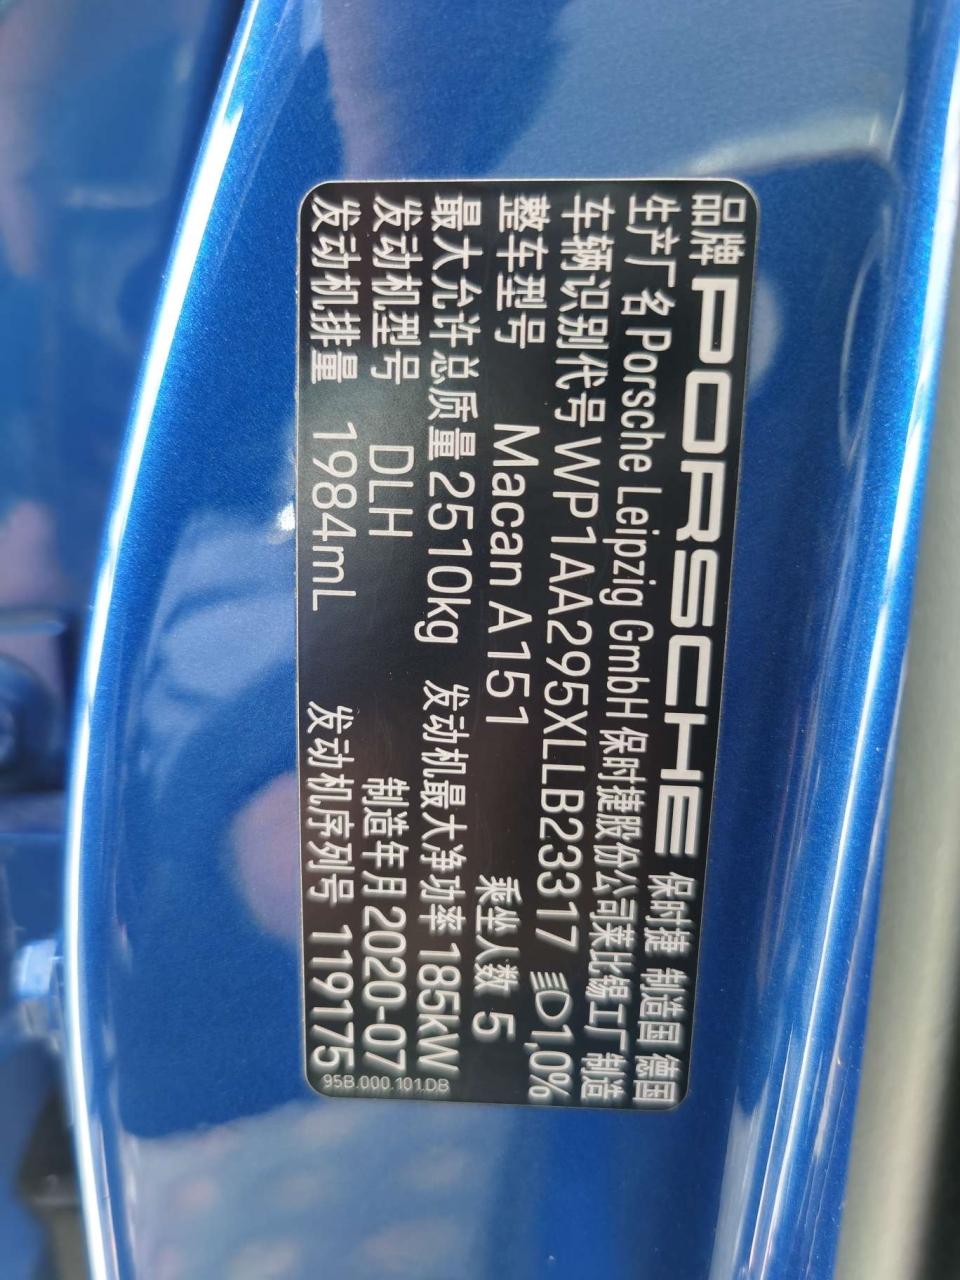 品牌 PORSCHE 保时捷 制造国 德国
生产厂名 Porsche Leipzig GmbH 保时捷股份公司莱比锡工厂制造
车辆识别代号 WP1AA295XLLB23317 1,0%
整车型号 Macan A151 乘坐人数 5
最大允许总质量 2510kg 发动机最大净功率 185kW
发动机型号 DLH 制造年月 2020-07
发动机排量 1984mL 发动机序列号 119175
95B.000.101.DB